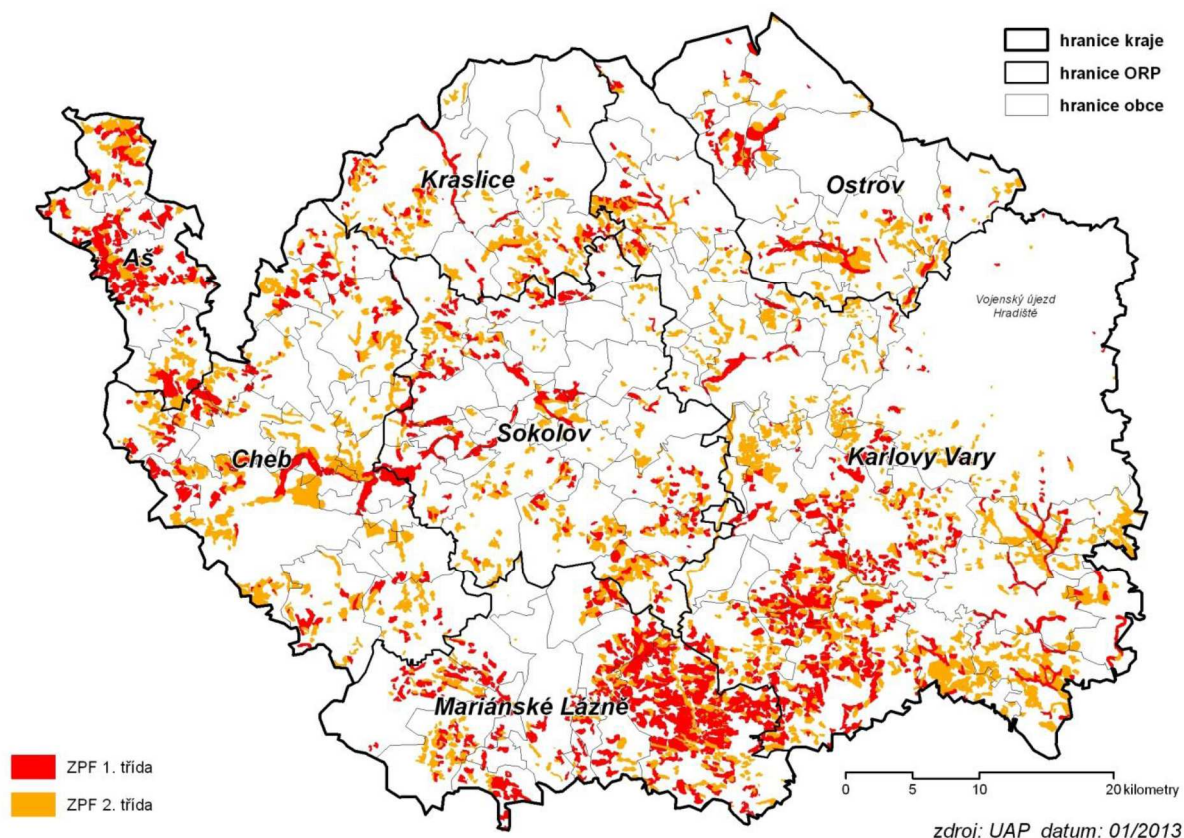 hranice kraje
hranice ORP
hranice obce
Kraslice
Ostrov
Aš
Vojenský újezd
Hradiště
Cheb
Sokolov
Karlovy Vary
Mariánské Lázně
ZPF 1. třída
ZPF 2. třída
0 5 10 20 kilometry
zdroj: UAP datum: 01/2013